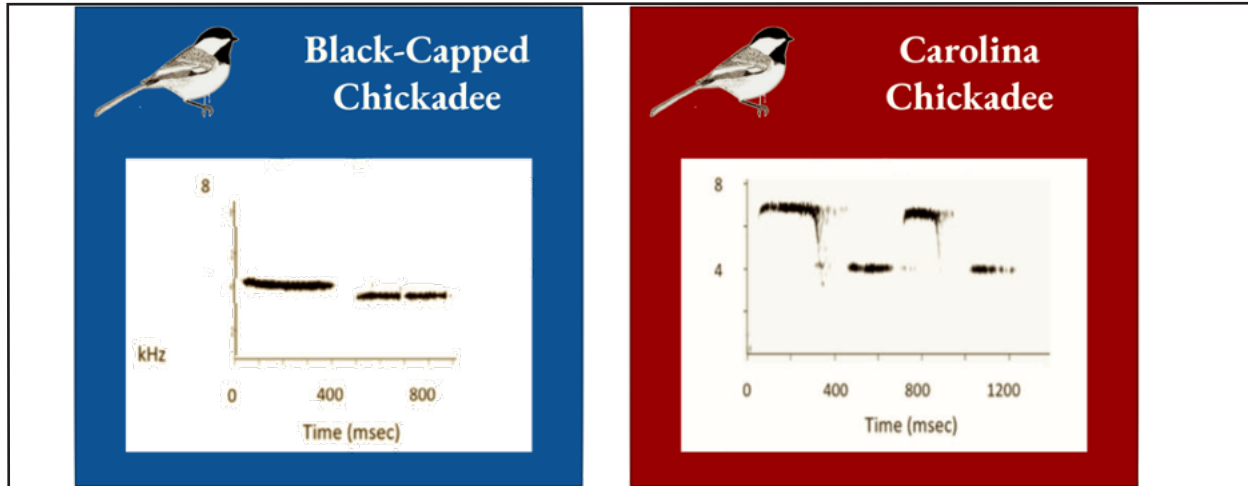 Black-Capped
Chickadee
8
kHz
0 400 800
Time (msec)
Carolina
Chickadee
8
4
0 400 800 1200
Time (msec)